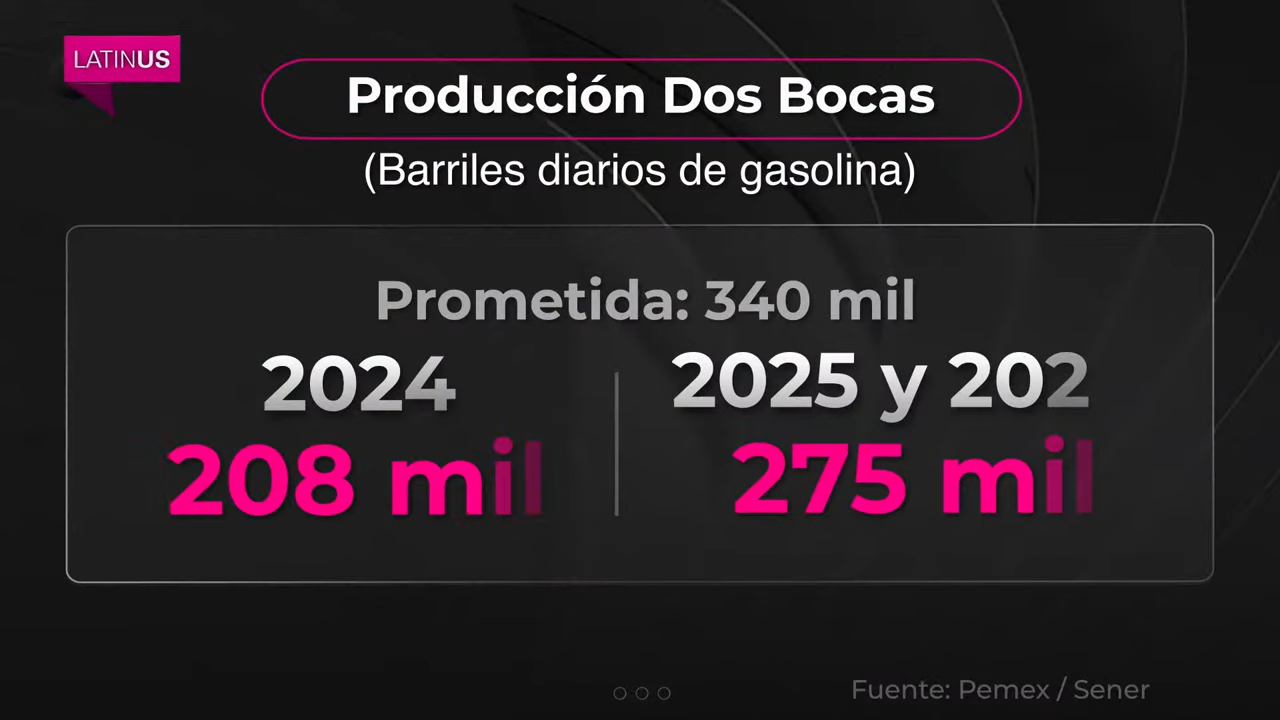 LATINUS
Producción Dos Bocas
(Barriles diarios de gasolina)
Prometida: 340 mil
2024
208 mil
2025 y 202
275 mil
Fuente: Pemex / Sener